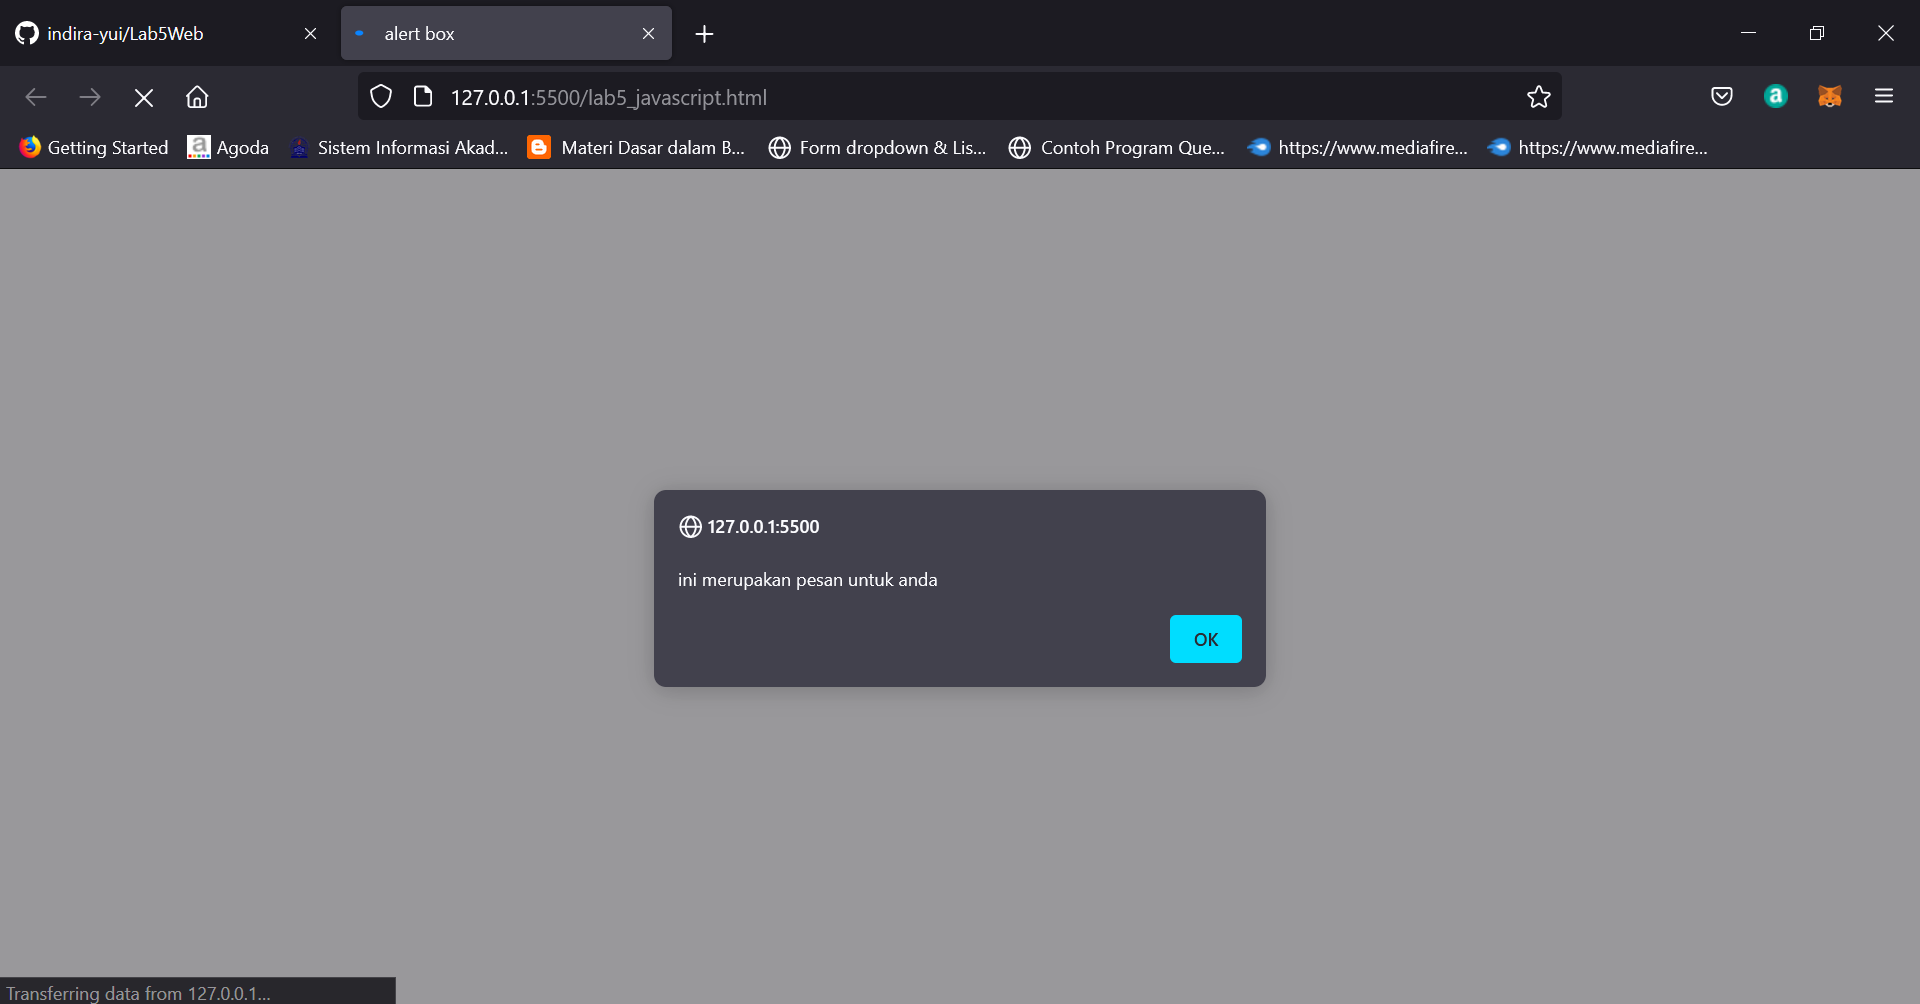 indira-yui/Lab5Web
alert box
127.0.0.1:5500/lab5_javascript.html
Getting Started
Agoda
Sistem Informasi Akad...
Materi Dasar dalam B...
Form dropdown & Lis...
Contoh Program Que...
https://www.mediafire...
https://www.mediafire...
127.0.0.1:5500
ini merupakan pesan untuk anda
OK
Transferring data from 127.0.0.1...